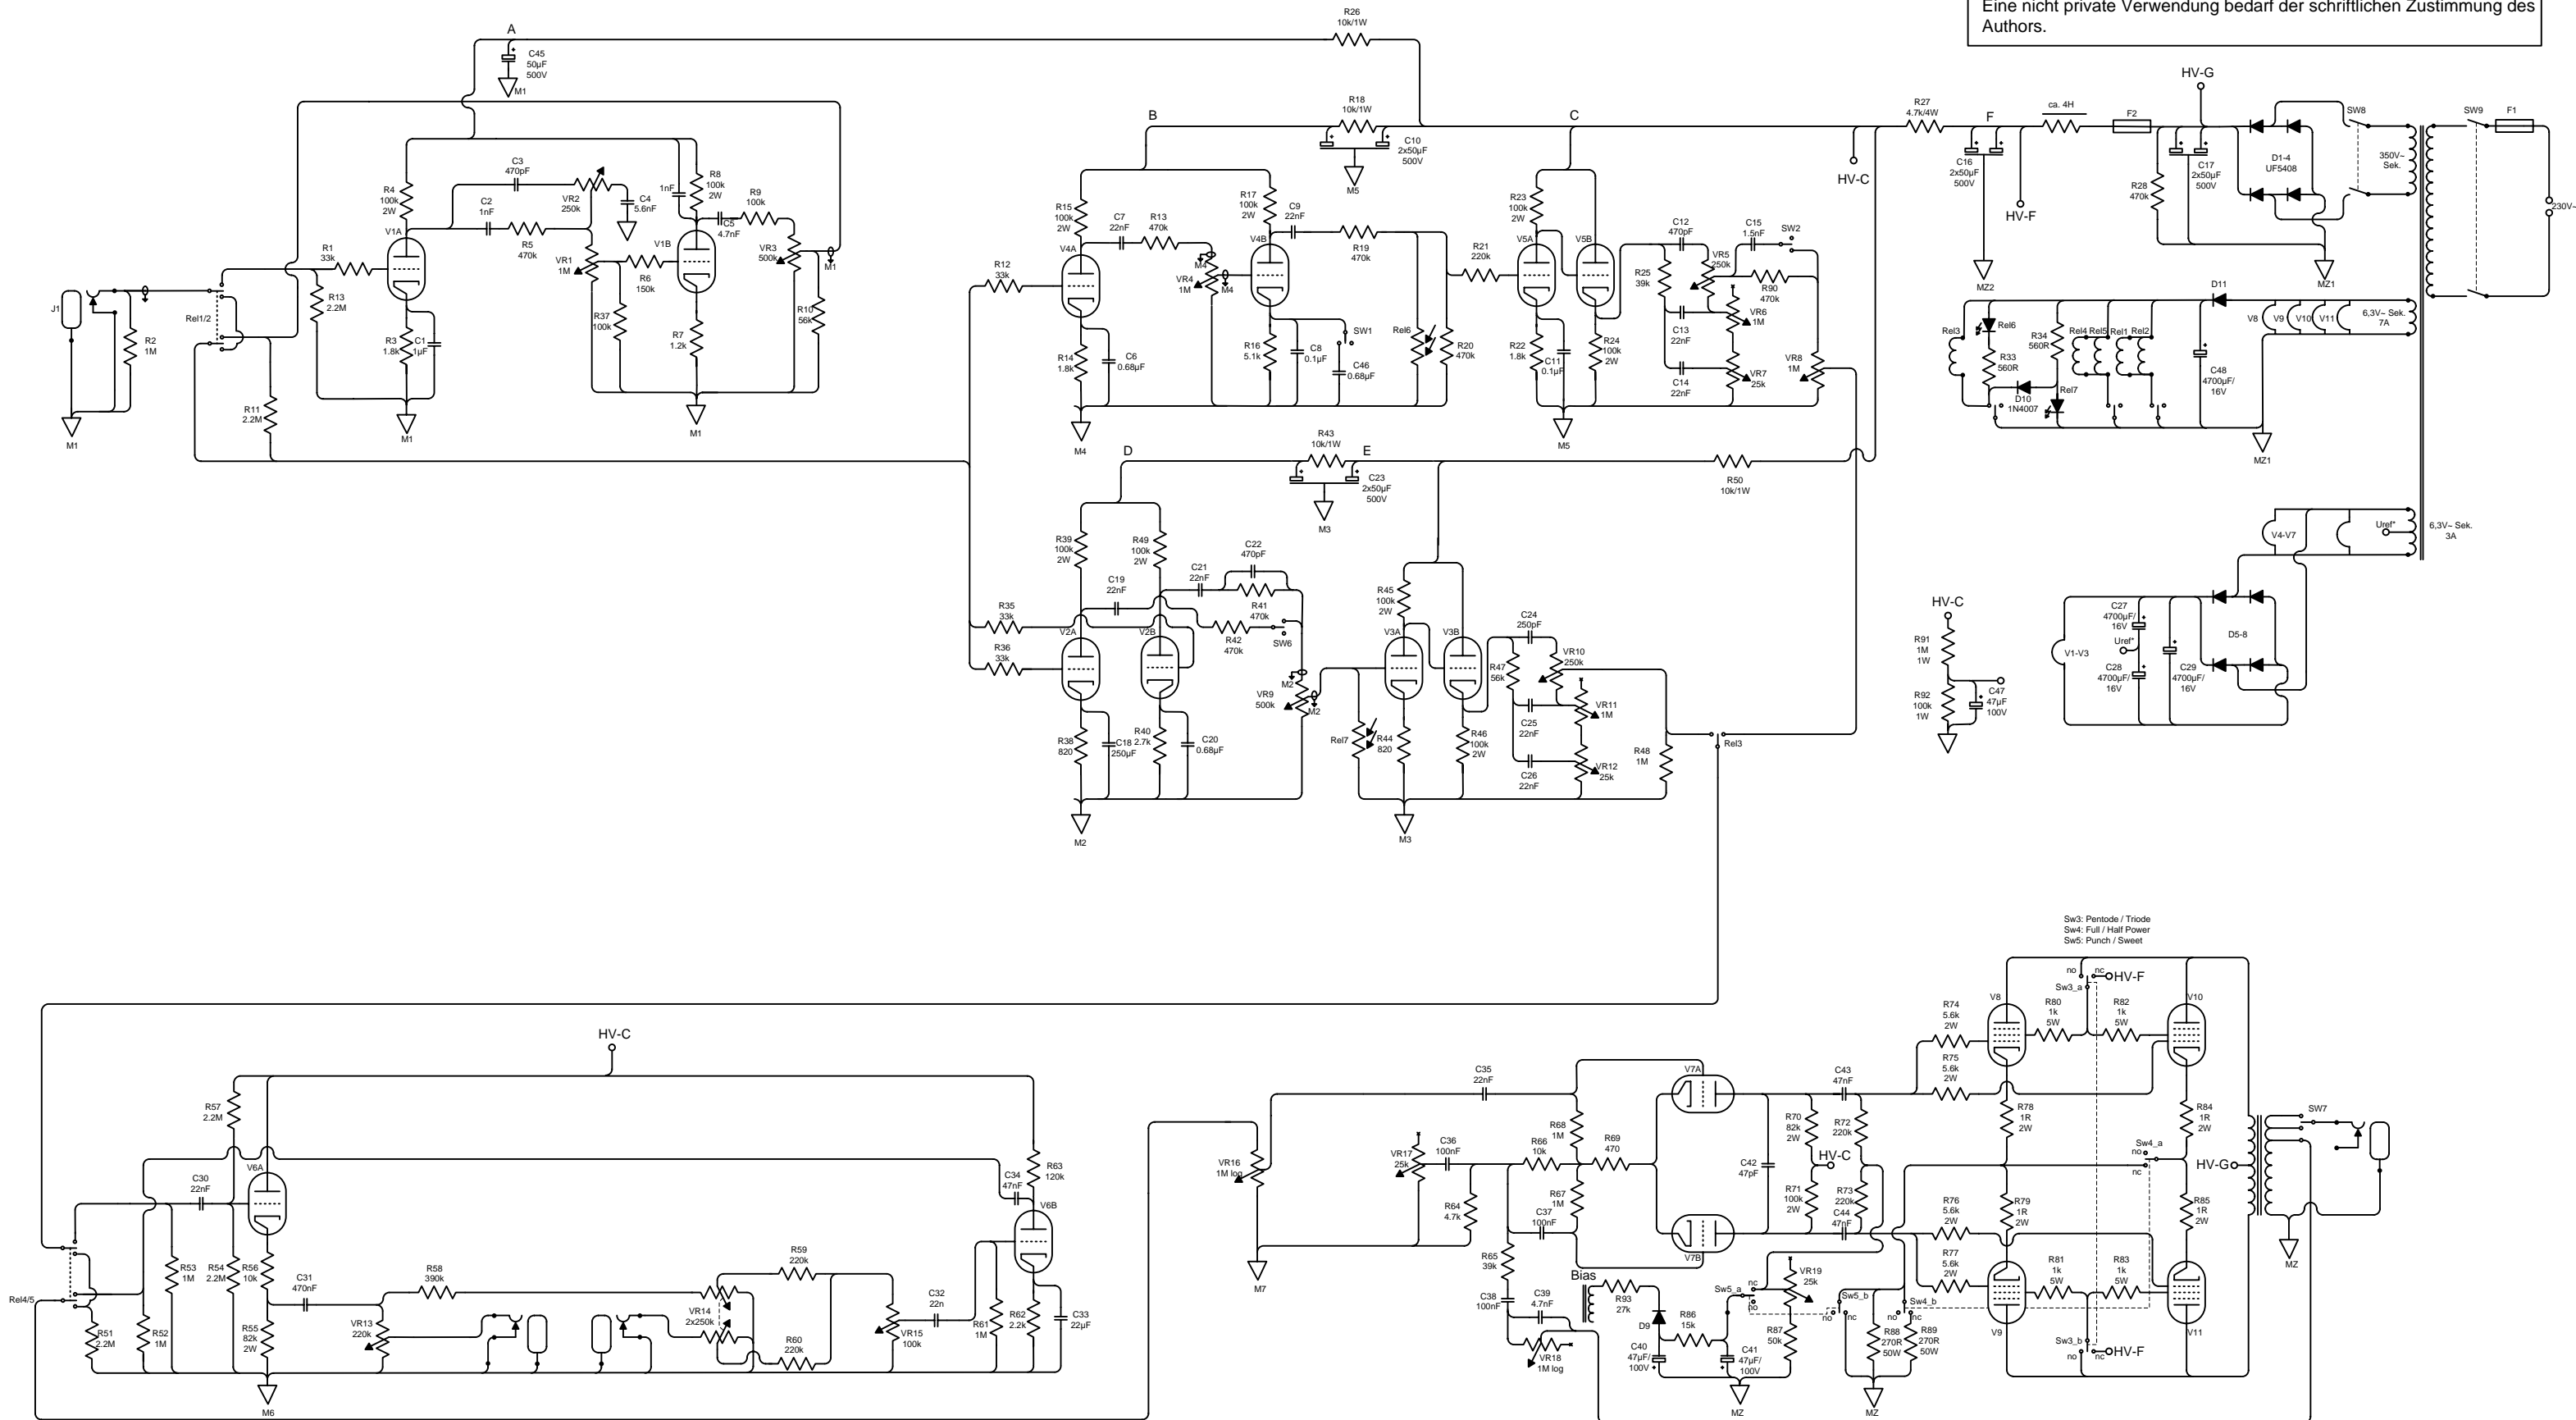 Eine nicht private Verwendung bedarf der schriftlichen Zustimmung des
Authors.
R26
10k/1W
A
C45
50µF
500V
M1
B
R18
10k/1W
C
C10
2x50µF
500V
M5
R27
4.7k/4W
HV-C
F
C16
2x50µF
500V
MZ2
HV-F
ca. 4H
F2
HV-G
R28
470k
C17
2x50µF
500V
MZ1
D1-4
UF5408
SW8
350V~
Sek.
SW9
F1
230V~
J1
M1
R2
1M
Rel1/2
R11
2.2M
R1
33k
R13
2.2M
R4
100k
2W
V1A
R3
1.8k
C1
1µF
M1
C3
470pF
C2
1nF
R5
470k
VR2
250k
C4
5.6nF
VR1
1M
R37
100k
R6
150k
1nF
R8
100k
2W
V1B
R7
1.2k
M1
C5
4.7nF
R9
100k
VR3
500k
M1
R10
56k
R12
33k
R15
100k
2W
V4A
R14
1.8k
C6
0.68µF
M4
C7
22nF
R13
470k
M4
VR4
1M
M4
R17
100k
2W
V4B
C9
22nF
R16
5.1k
C8
0.1µF
SW1
C46
0.68µF
R19
470k
Rel6
R20
470k
R21
220k
R23
100k
2W
V5A
V5B
R22
1.8k
C11
0.1µF
R24
100k
2W
M5
C12
470pF
R25
39k
C13
22nF
C14
22nF
VR5
250k
VR6
1M
VR7
25k
C15
1.5nF
SW2
R90
470k
VR8
1M
Rel3
Rel6
R33
560R
R34
560R
D10
1N4007
Rel7
Rel4
Rel5
Rel1
Rel2
C48
4700µF/
16V
D11
V8
V9
V10
V11
6,3V~ Sek.
7A
MZ1
D
R43
10k/1W
E
C23
2x50µF
500V
M3
R50
10k/1W
R39
100k
2W
R49
100k
2W
C19
22nF
C21
22nF
C22
470pF
R41
470k
R42
470k
SW6
R35
33k
R36
33k
V2A
V2B
R38
820
C18
250µF
R40
2.7k
C20
0.68µF
M2
M2
VR9
500k
M2
R45
100k
2W
V3A
V3B
Rel7
R44
820
R46
100k
2W
M3
C24
250pF
R47
56k
C25
22nF
C26
22nF
VR10
250k
VR11
1M
VR12
25k
R48
1M
Rel3
HV-C
R91
1M
1W
R92
100k
1W
C47
47µF
100V
V4-V7
Uref*
6,3V~ Sek.
3A
V1-V3
C27
4700µF/
16V
Uref*
C28
4700µF/
16V
C29
4700µF/
16V
D5-8
Sw3: Pentode / Triode
Sw4: Full / Half Power
Sw5: Punch / Sweet
HV-C
R57
2.2M
V6A
C30
22nF
Rel4/5
R51
2.2M
R52
1M
R53
1M
R54
2.2M
R56
10k
R55
82k
2W
M6
C31
470nF
VR13
220k
R58
390k
VR14
2x250k
R59
220k
R60
220k
VR15
100k
C32
22n
C34
47nF
R63
120k
V6B
R61
1M
R62
2.2k
C33
22µF
VR16
1M log
M7
C35
22nF
VR17
25k
C36
100nF
R64
4.7k
R66
10k
R68
1M
R69
470
R67
1M
C37
100nF
R65
39k
C38
100nF
C39
4.7nF
VR18
1M log
V7A
V7B
C42
47pF
R70
82k
2W
HV-C
R71
100k
2W
R72
220k
R73
220k
C43
47nF
C44
47nF
Bias
R93
27k
D9
C40
47µF/
100V
R86
15k
C41
47µF/
100V
MZ
Sw5_a
nc
no
VR19
25k
R87
50k
Sw5_b
no
nc
Sw4_b
no
nc
R88
270R
50W
R89
270R
50W
MZ
R74
5.6k
2W
R75
5.6k
2W
R76
5.6k
2W
R77
5.6k
2W
V8
R80
1k
5W
no
nc
HV-F
Sw3_a
R82
1k
5W
V10
R78
1R
2W
R84
1R
2W
Sw4_a
no
nc
HV-G
R79
1R
2W
R85
1R
2W
R81
1k
5W
R83
1k
5W
V9
V11
Sw3_b
no
nc
HV-F
SW7
MZ